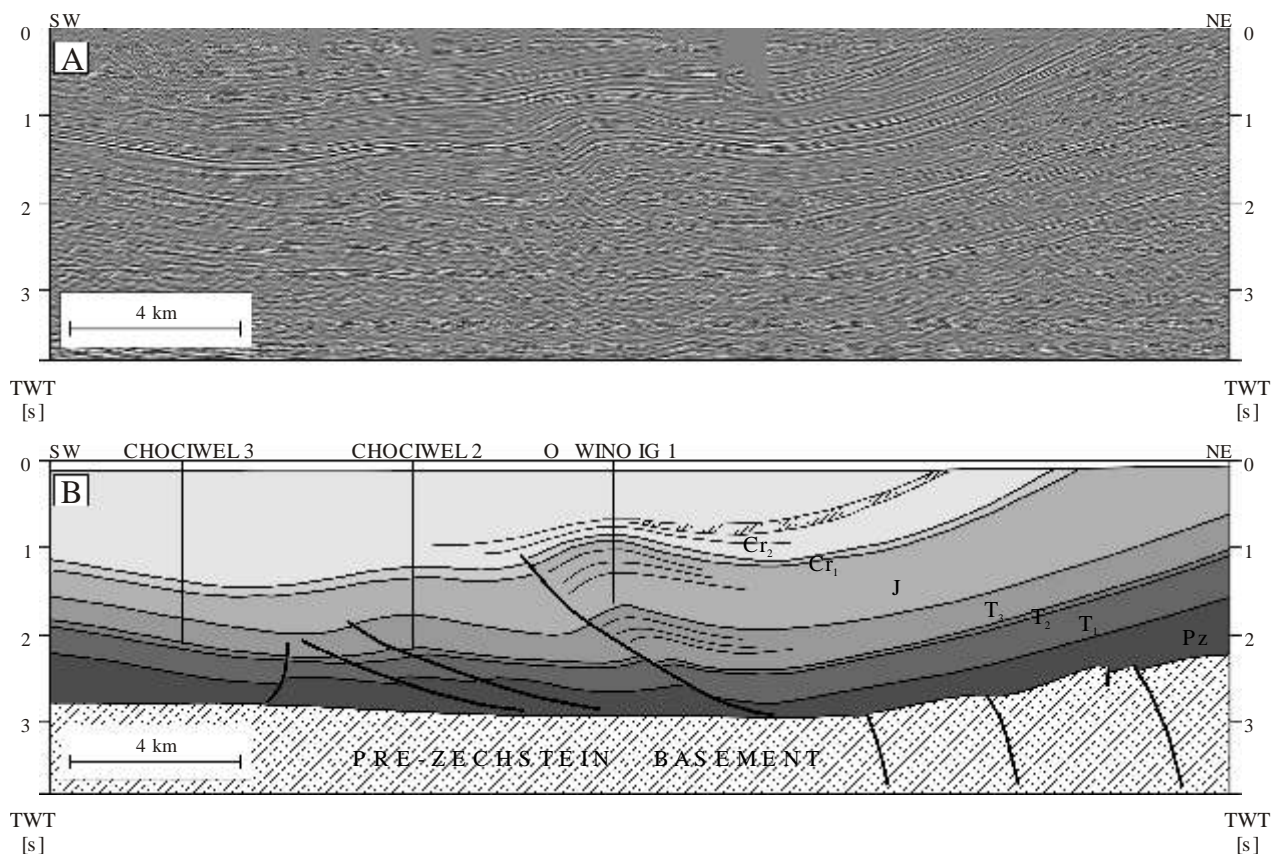 SW NE
0 0
A
1 1
2 2
3 3
4 km
TWT TWT
[s] [s]
SW CHOCIWEL 3 CHOCIWEL 2 O WINO IG 1 NE
0 0
B
1 Cr2 1
Cr1
J
T3 T2 T1
2 Pz 2
3 3
4 km PRE-ZECHSTEIN BASEMENT
TWT TWT
[s] [s]